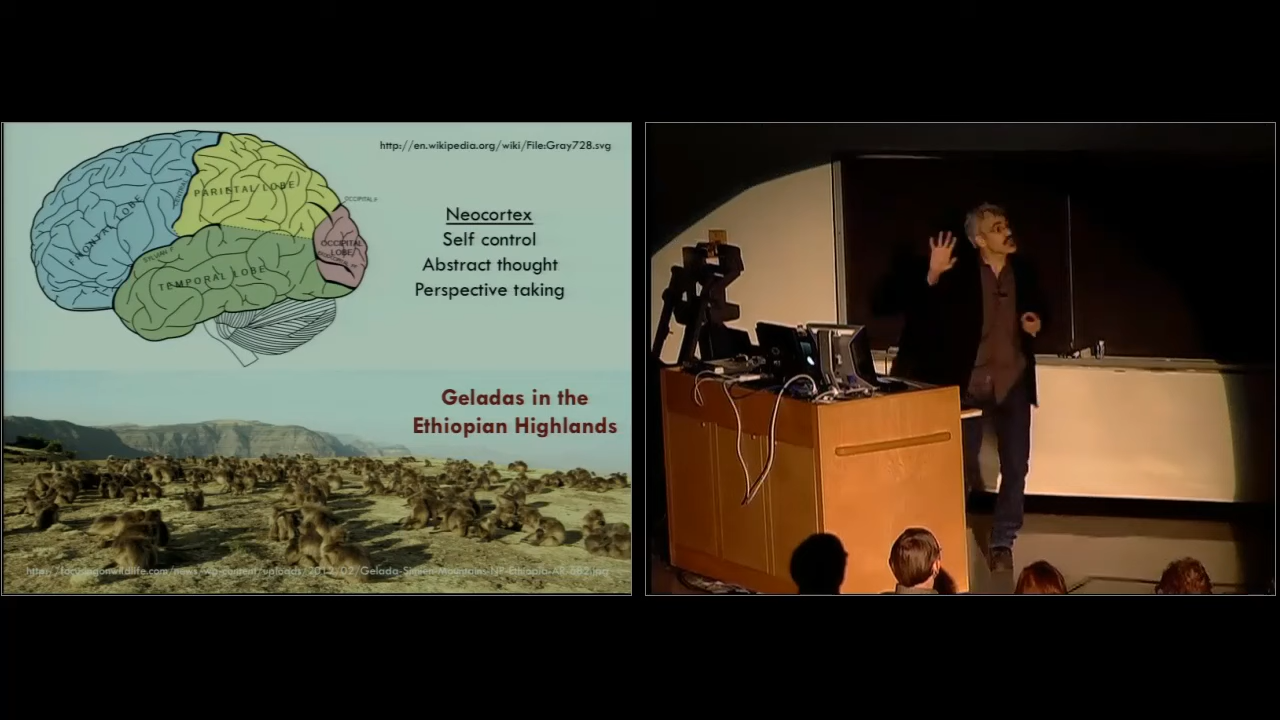 http://en.wikipedia.org/wiki/File:Gray728.svg
FRONTAL LOBE
PARIETAL LOBE
OCCIPITAL
LOBE
TEMPORAL LOBE
Neocortex
Self control
Abstract thought
Perspective taking
Geladas in the
Ethiopian Highlands